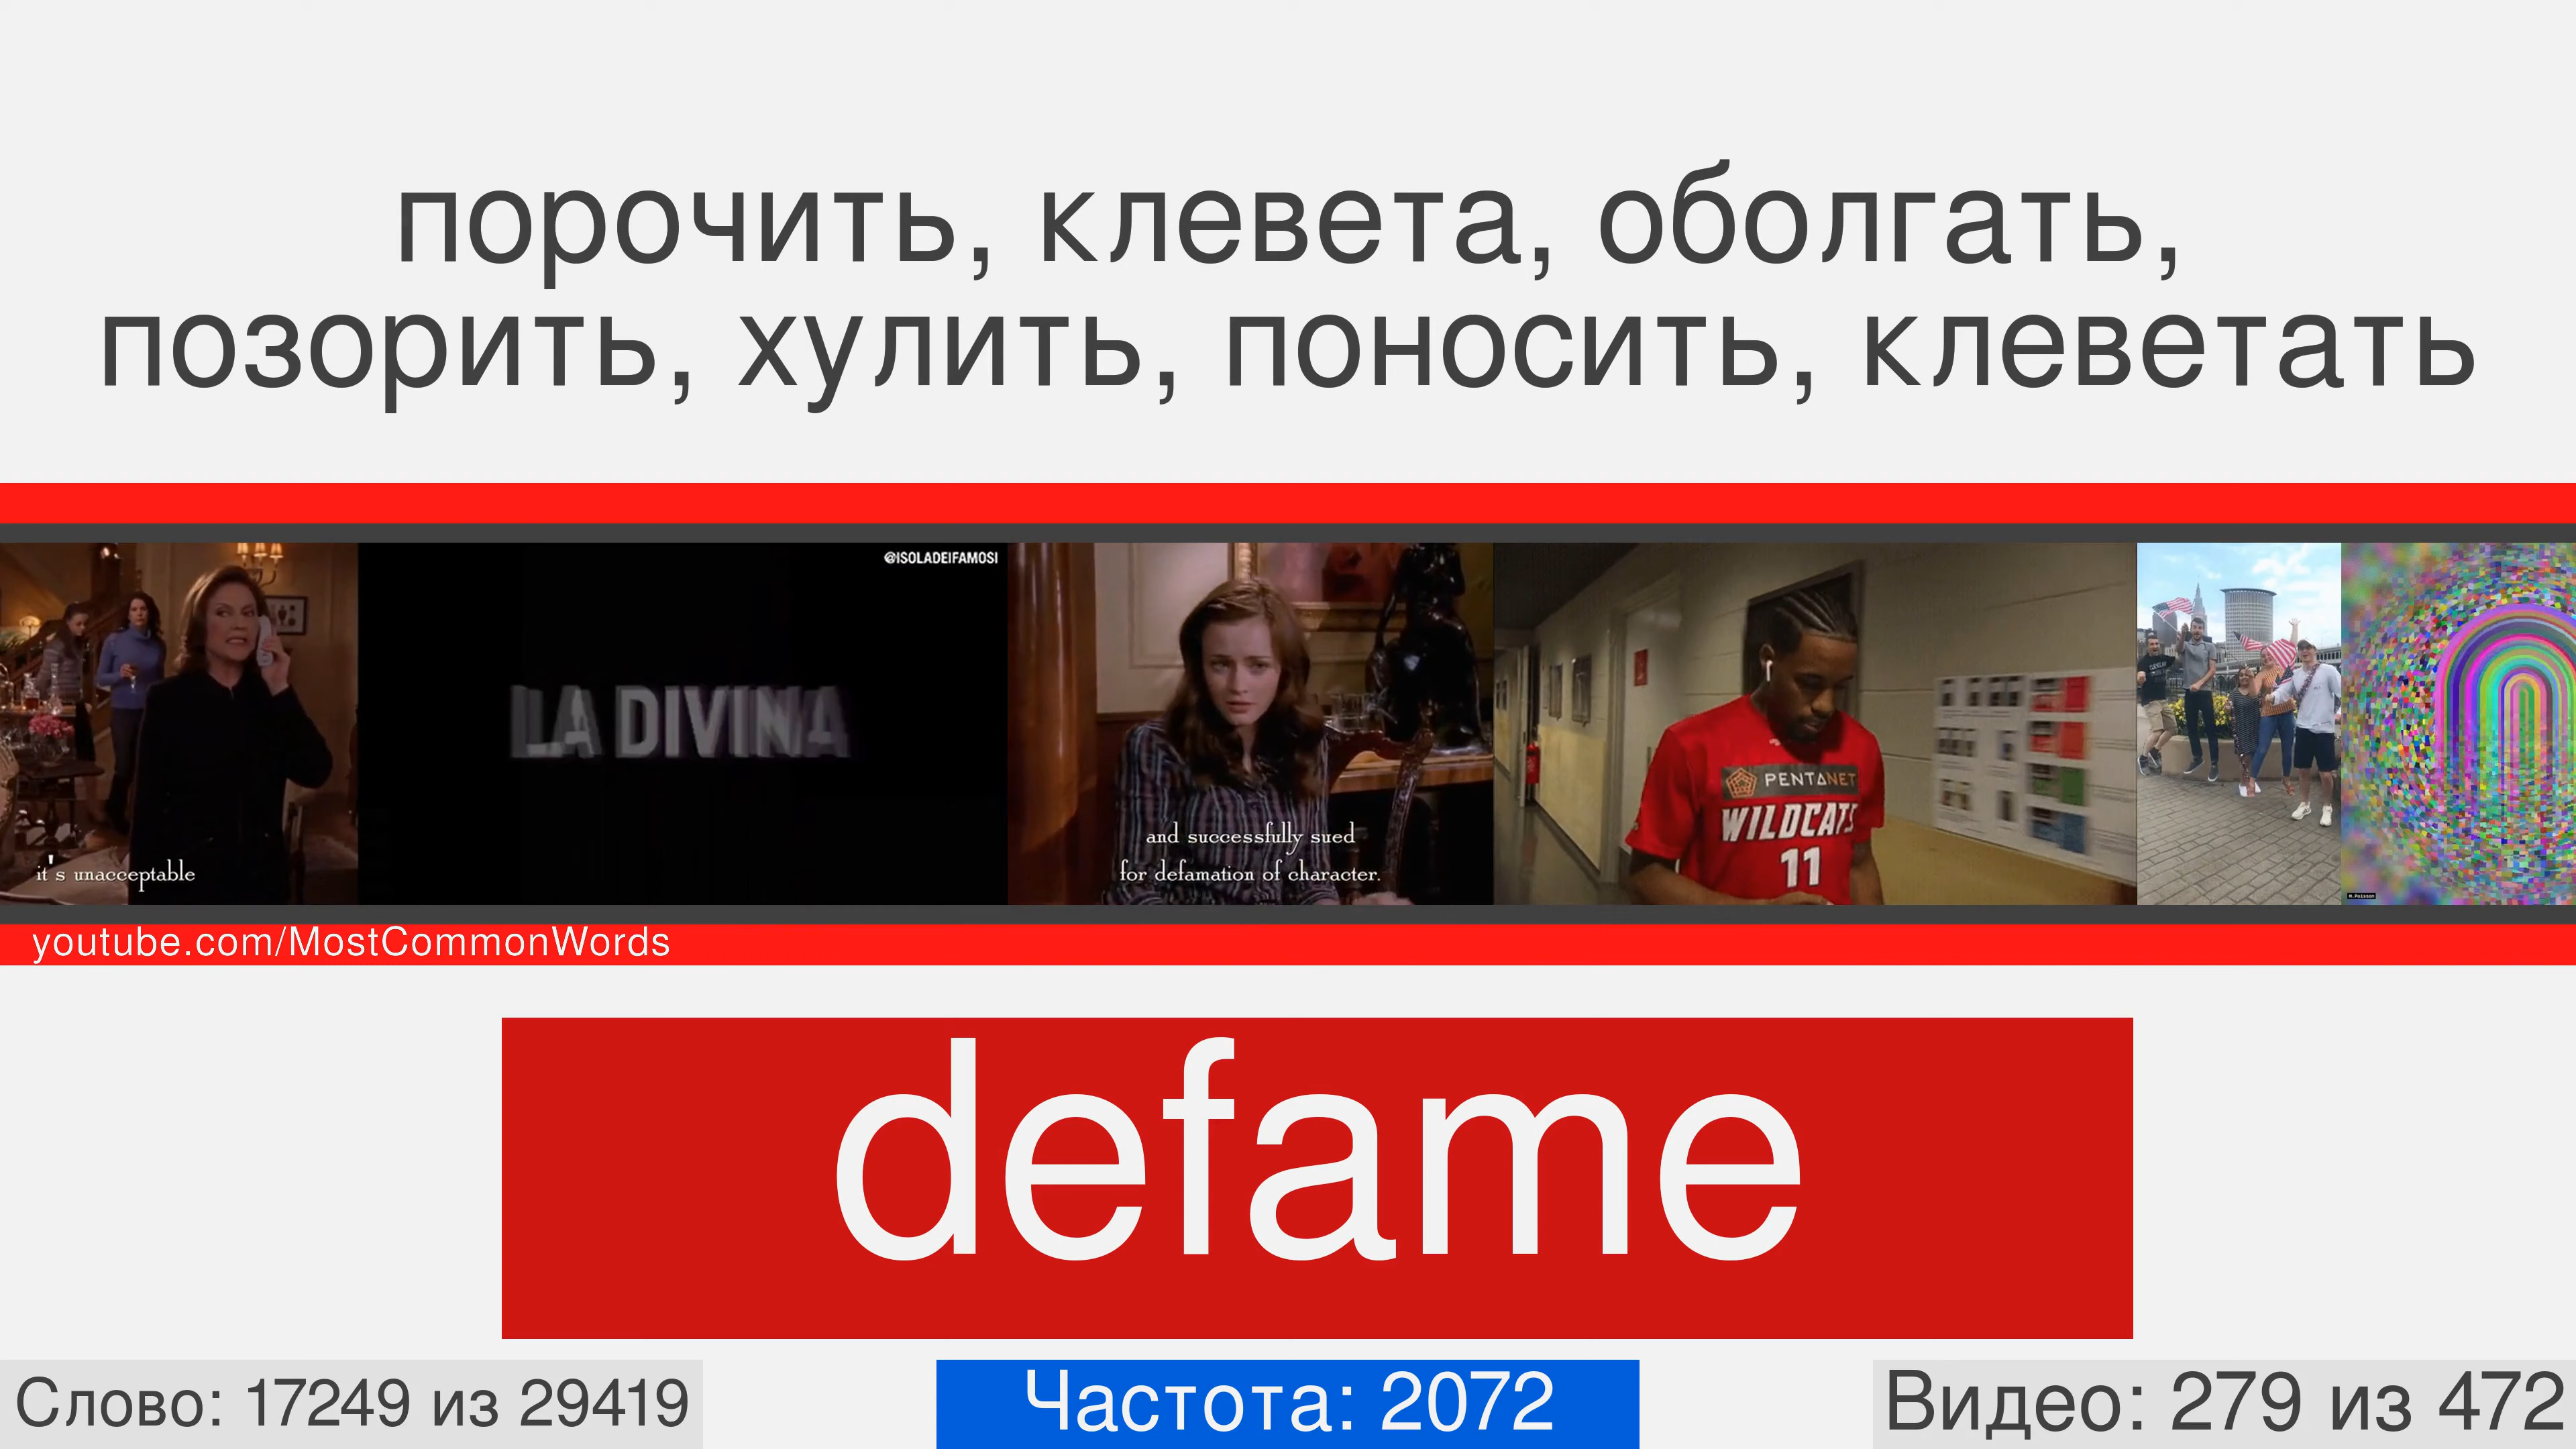 порочить, клевета, оболгать,
позорить, хулить, поносить, клеветать
@ISOLADEIFAMOSI
LA DIVINA
PENTANET
WILDCATS
11
and successfully sued
for defamation of character.
it's unacceptable
M.Poisson
youtube.com/MostCommonWords
defame
Слово: 17249 из 29419
Частота: 2072
Видео: 279 из 472